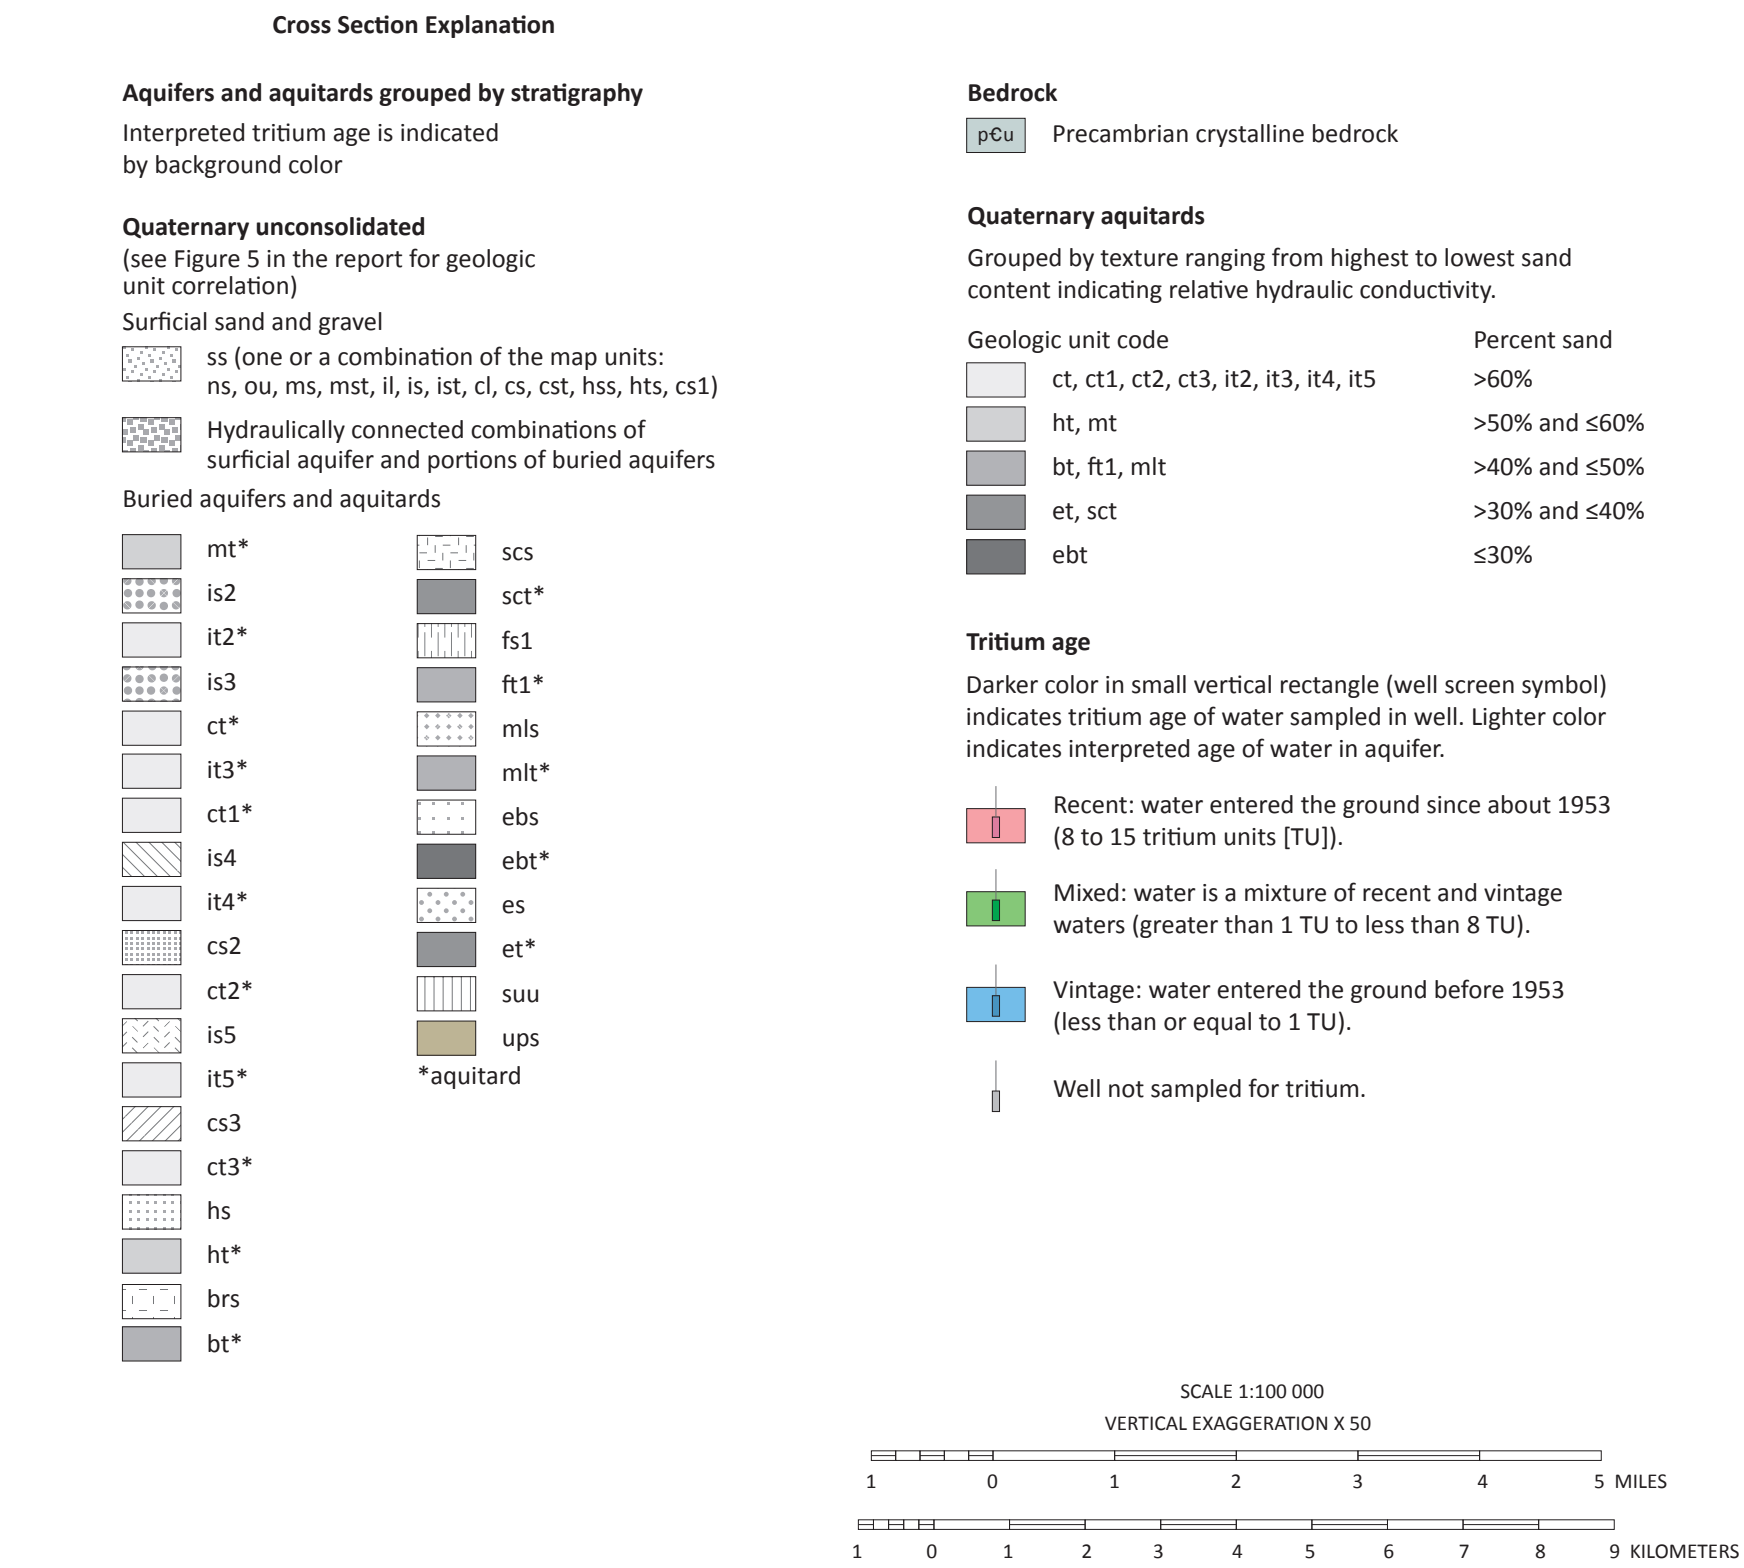 Cross Section Explanation
Aquifers and aquitards grouped by stratigraphy
Interpreted tritium age is indicated
by background color
Quaternary unconsolidated
(see Figure 5 in the report for geologic
unit correlation)
Surficial sand and gravel
ss (one or a combination of the map units:
ns, ou, ms, mst, il, is, ist, cl, cs, cst, hss, hts, cs1)
Hydraulically connected combinations of
surficial aquifer and portions of buried aquifers
Buried aquifers and aquitards
mt*
is2
it2*
is3
ct*
it3*
ct1*
is4
it4*
cs2
ct2*
is5
it5*
cs3
ct3*
hs
ht*
brs
bt*
scs
sct*
fs1
ft1*
mls
mlt*
ebs
ebt*
es
et*
suu
ups
*aquitard
Bedrock
p€u Precambrian crystalline bedrock
Quaternary aquitards
Grouped by texture ranging from highest to lowest sand
content indicating relative hydraulic conductivity.
Geologic unit code Percent sand
ct, ct1, ct2, ct3, it2, it3, it4, it5 >60%
ht, mt >50% and ≤60%
bt, ft1, mlt >40% and ≤50%
et, sct >30% and ≤40%
ebt ≤30%
Tritium age
Darker color in small vertical rectangle (well screen symbol)
indicates tritium age of water sampled in well. Lighter color
indicates interpreted age of water in aquifer.
Recent: water entered the ground since about 1953
(8 to 15 tritium units [TU]).
Mixed: water is a mixture of recent and vintage
waters (greater than 1 TU to less than 8 TU).
Vintage: water entered the ground before 1953
(less than or equal to 1 TU).
Well not sampled for tritium.
SCALE 1:100 000
VERTICAL EXAGGERATION X 50
1 0 1 2 3 4 5 MILES
1 0 1 2 3 4 5 6 7 8 9 KILOMETERS